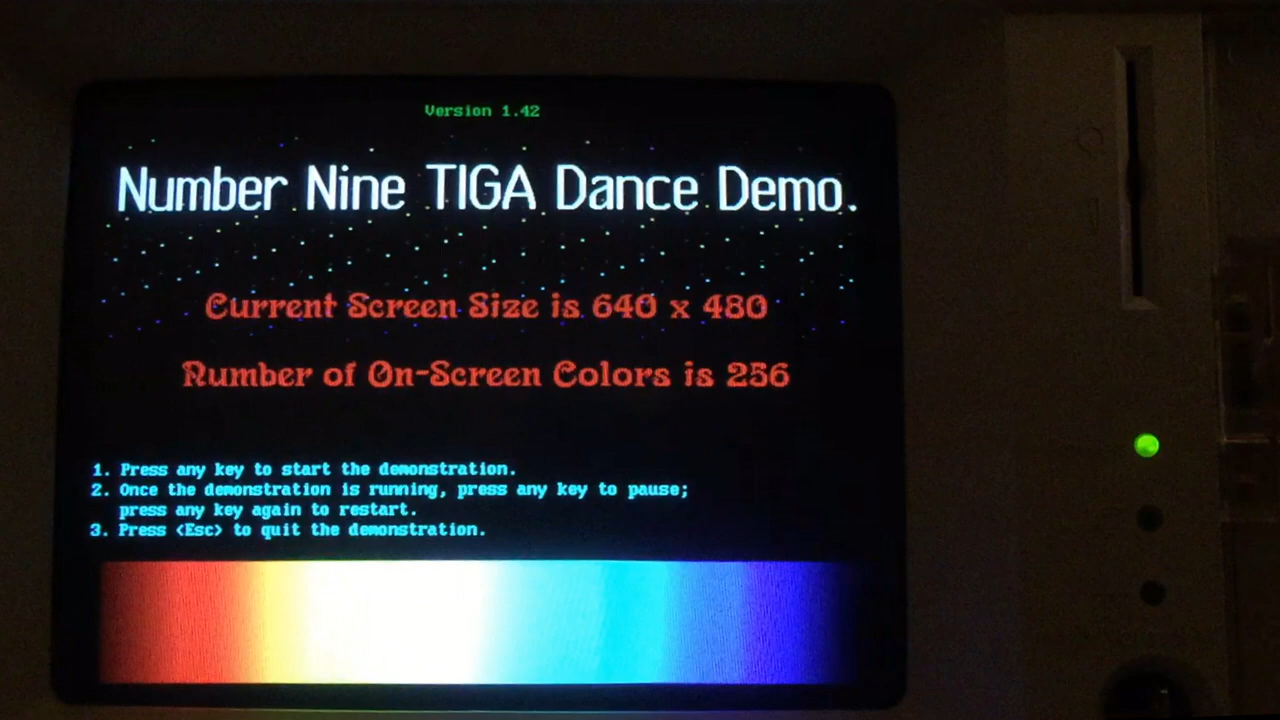 Version 1.42
Number Nine TIGA Dance Demo.
Current Screen Size is 640 x 480
Number of On-Screen Colors is 256
1. Press any key to start the demonstration.
2. Once the demonstration is running, press any key to pause;
press any key again to restart.
3. Press <Esc> to quit the demonstration.